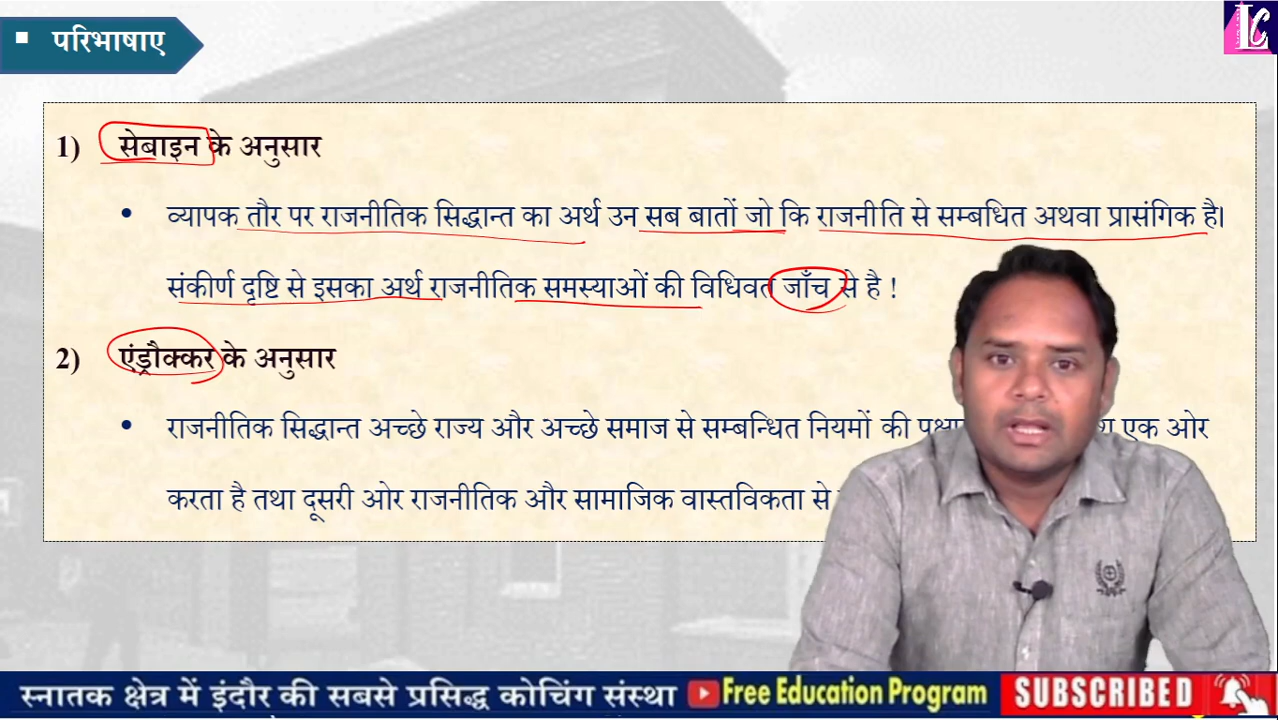 परिभाषाए
LC
1) सेबाइन के अनुसार
• व्यापक तौर पर राजनीतिक सिद्धान्त का अर्थ उन सब बातों जो कि राजनीति से सम्बधित अथवा प्रासंगिक है।
संकीर्ण दृष्टि से इसका अर्थ राजनीतिक समस्याओं की विधिवत जाँच से है !
2) एंड्रौक्कर के अनुसार
• राजनीतिक सिद्धान्त अच्छे राज्य और अच्छे समाज से सम्बन्धित नियमों की एक ओर
करता है तथा दूसरी ओर राजनीतिक और सामाजिक वास्तविकता से
स्नातक क्षेत्र में इंदौर की सबसे प्रसिद्ध कोचिंग संस्था Free Education Program SUBSCRIBED